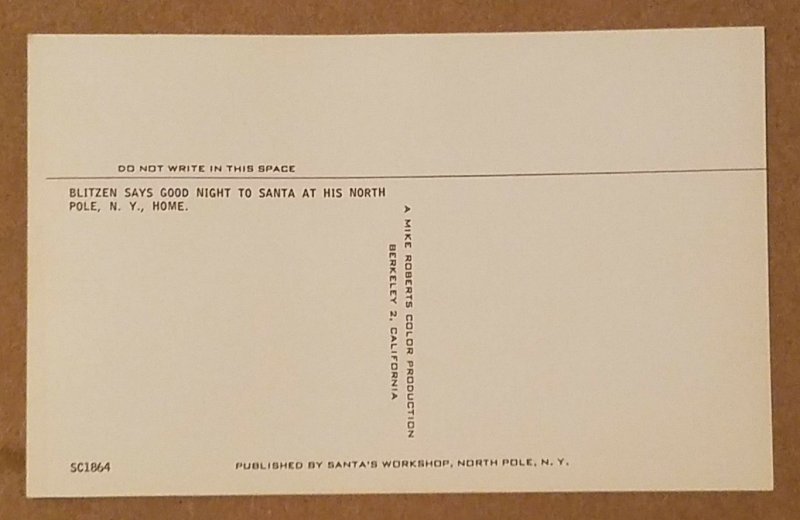 DO NOT WRITE IN THIS SPACE
BLITZEN SAYS GOOD NIGHT TO SANTA AT HIS NORTH
POLE, N. Y., HOME.
A MIKE ROBERTS COLOR PRODUCTION
BERKELEY 2, CALIFORNIA
SC1864
PUBLISHED BY SANTA'S WORKSHOP, NORTH POLE, N. Y.